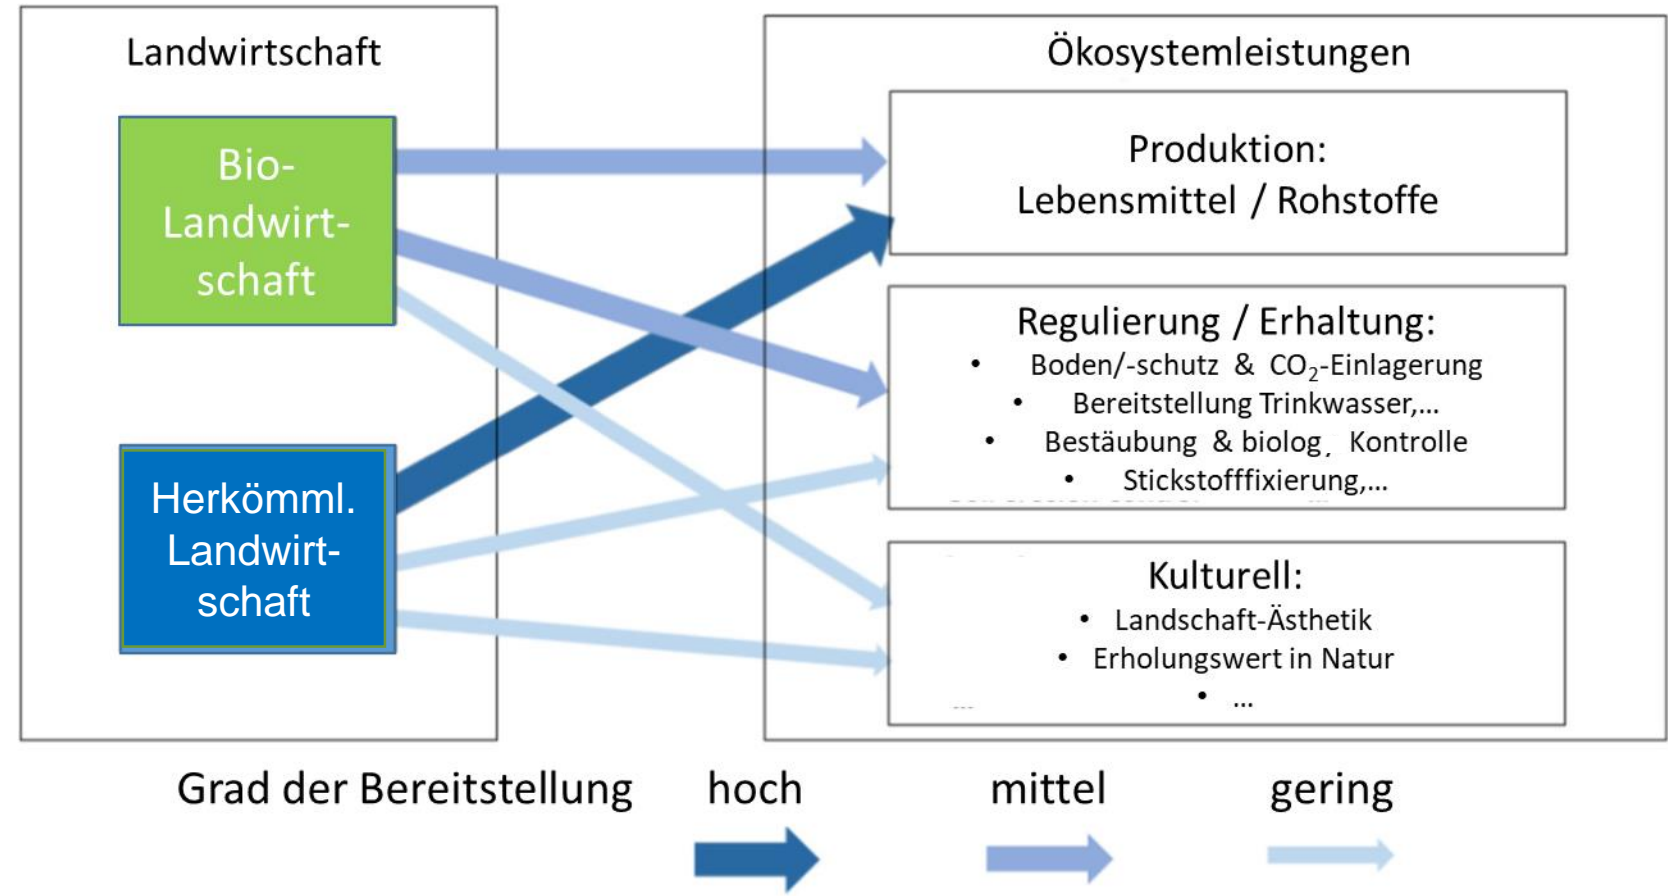 Landwirtschaft
Bio-
Landwirt-
schaft
Herkömml.
Landwirt-
schaft
Ökosystemleistungen
Produktion:
Lebensmittel / Rohstoffe
Regulierung / Erhaltung:
• Boden/-schutz & CO₂-Einlagerung
• Bereitstellung Trinkwasser,...
• Bestäubung & biolog. Kontrolle
• Stickstofffixierung,...
Kulturell:
• Landschaft-Ästhetik
• Erholungswert in Natur
• ...
Grad der Bereitstellung hoch mittel gering